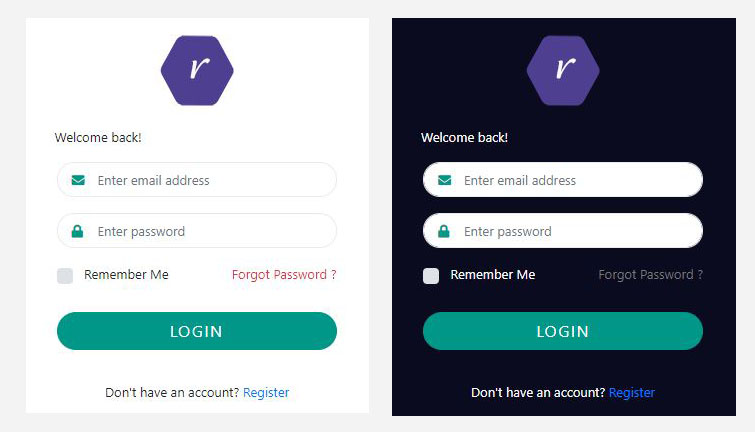 r
Welcome back!
Enter email address
Enter password
Remember Me Forgot Password ?
LOGIN
Don't have an account? Register
r
Welcome back!
Enter email address
Enter password
Remember Me Forgot Password ?
LOGIN
Don't have an account? Register